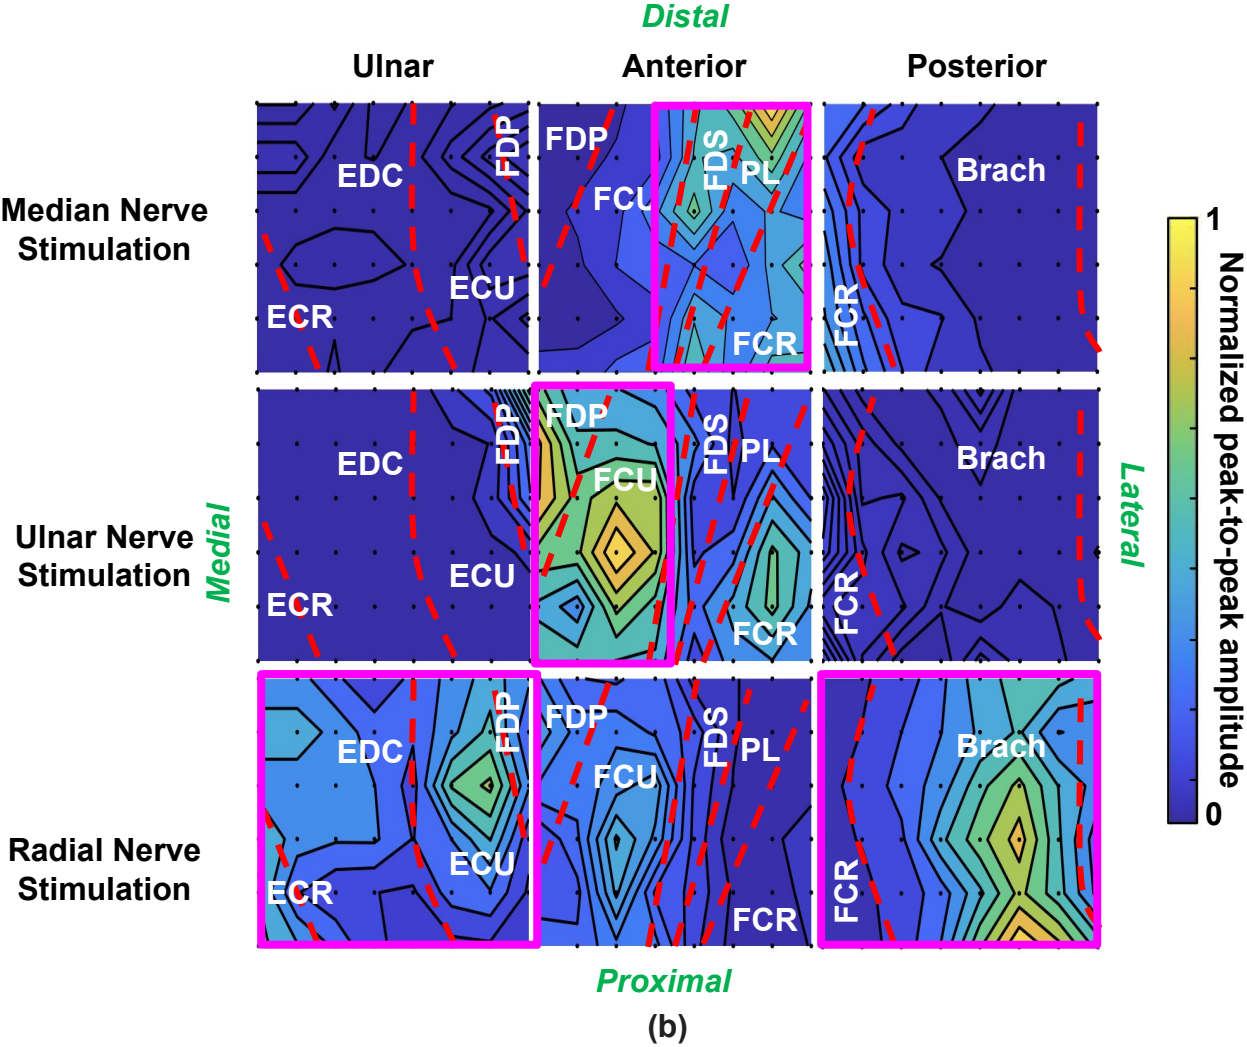 Distal
Ulnar
Anterior
Posterior
Median Nerve
Stimulation
EDC
FDP
ECU
ECR
FDP
FCU
FDS
PL
FCR
Brach
FCR
Ulnar Nerve
Stimulation
Medial
EDC
FDP
ECU
ECR
FDP
FCU
FDS
PL
FCR
Brach
FCR
Lateral
Radial Nerve
Stimulation
EDC
FDP
ECU
ECR
FDP
FCU
FDS
PL
FCR
Brach
FCR
1
Normalized peak-to-peak amplitude
0
Proximal
(b)